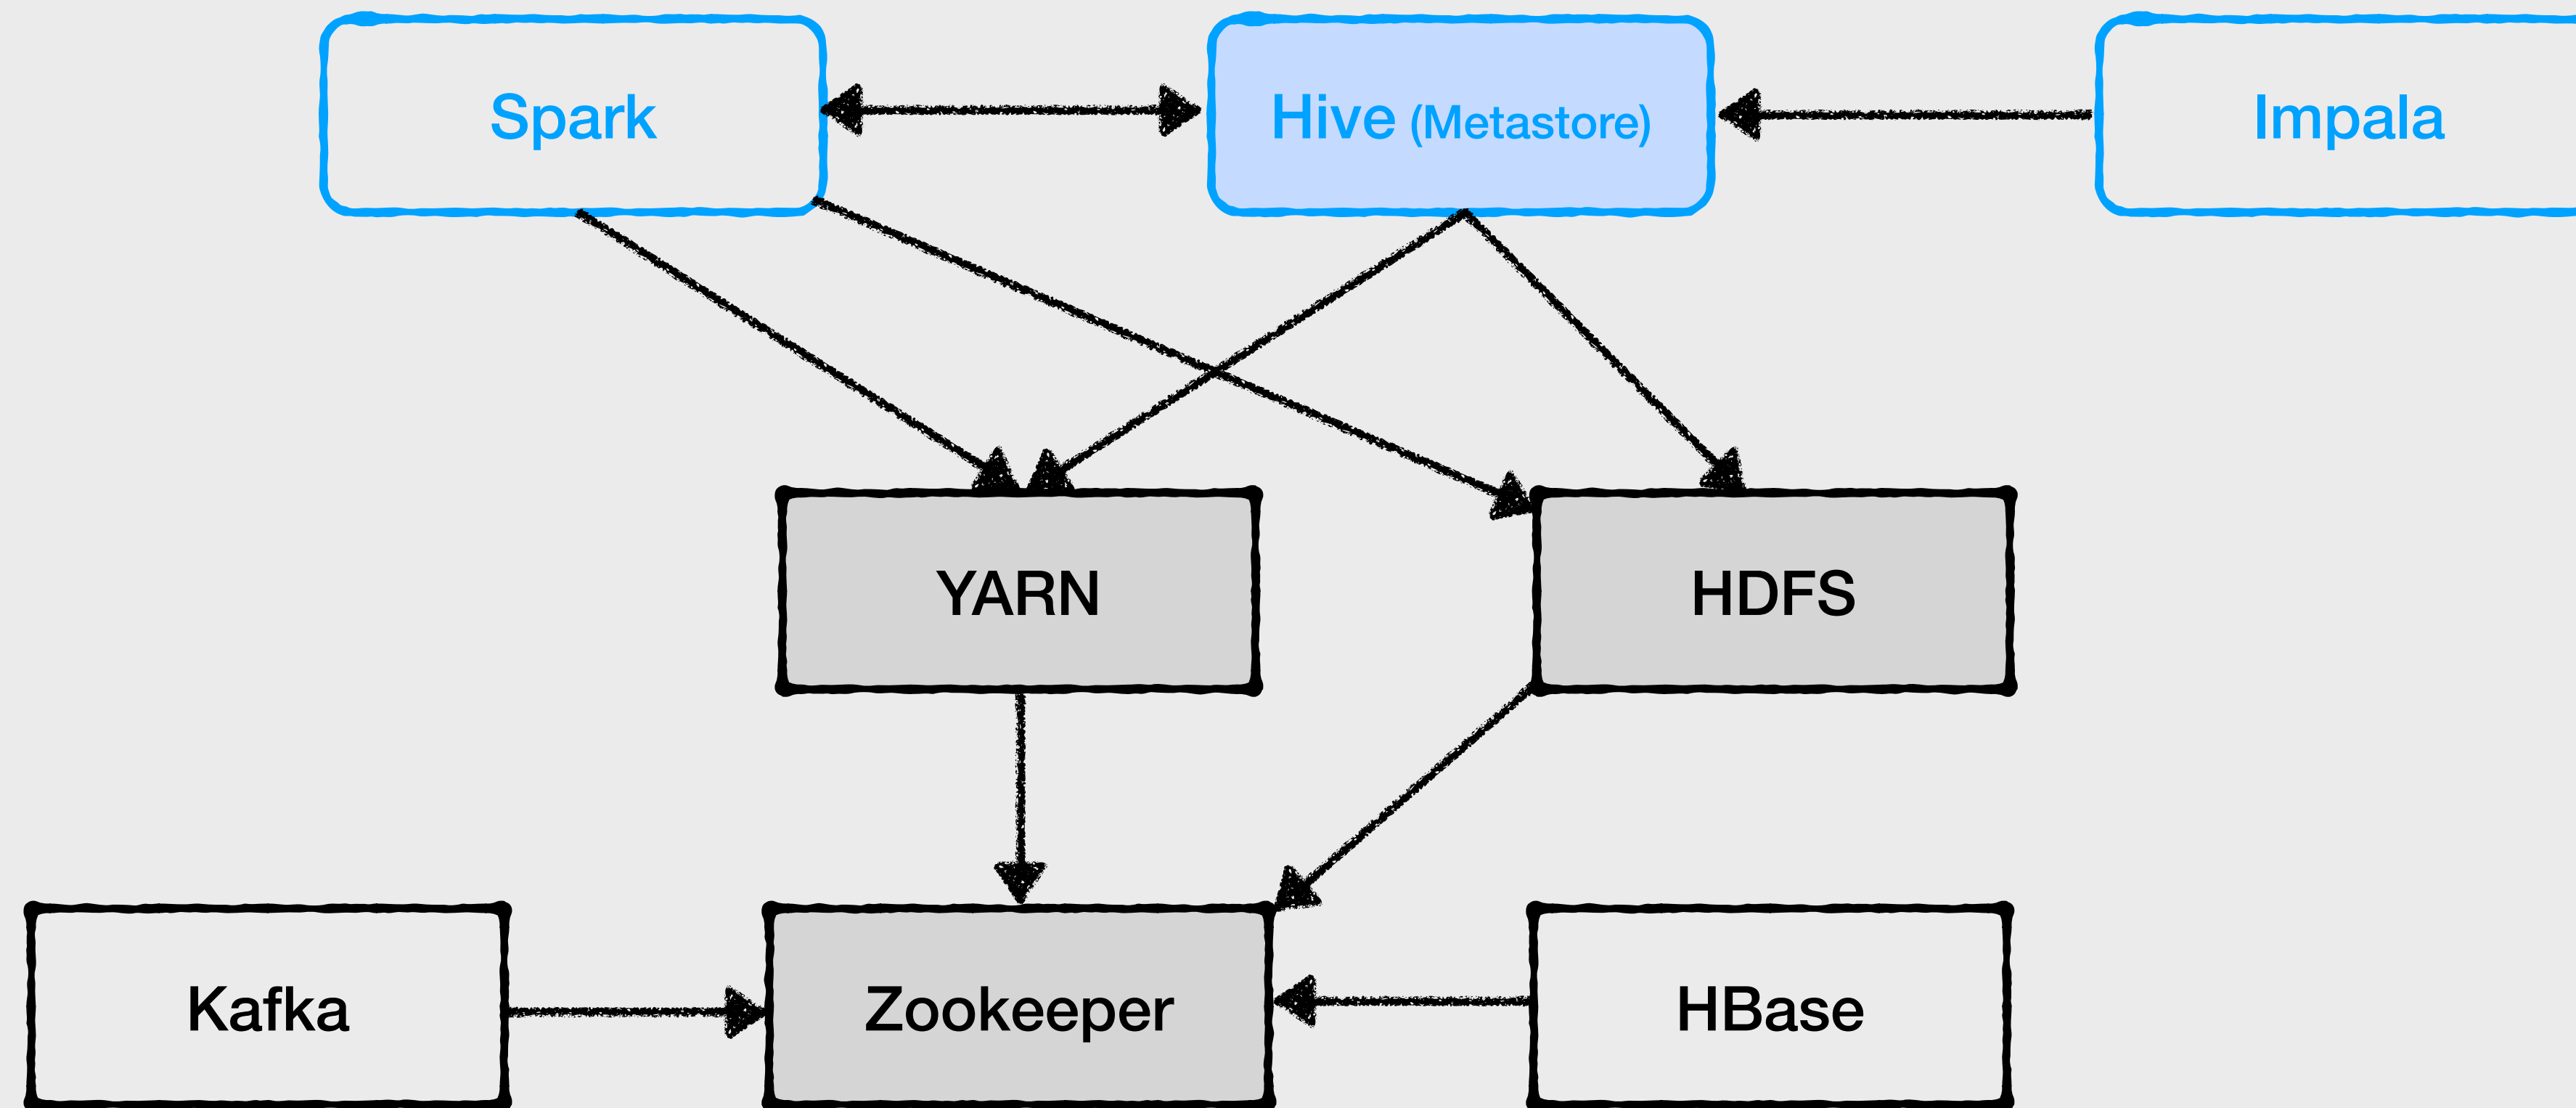 Spark
Hive (Metastore)
Impala
YARN
HDFS
Kafka
Zookeeper
HBase